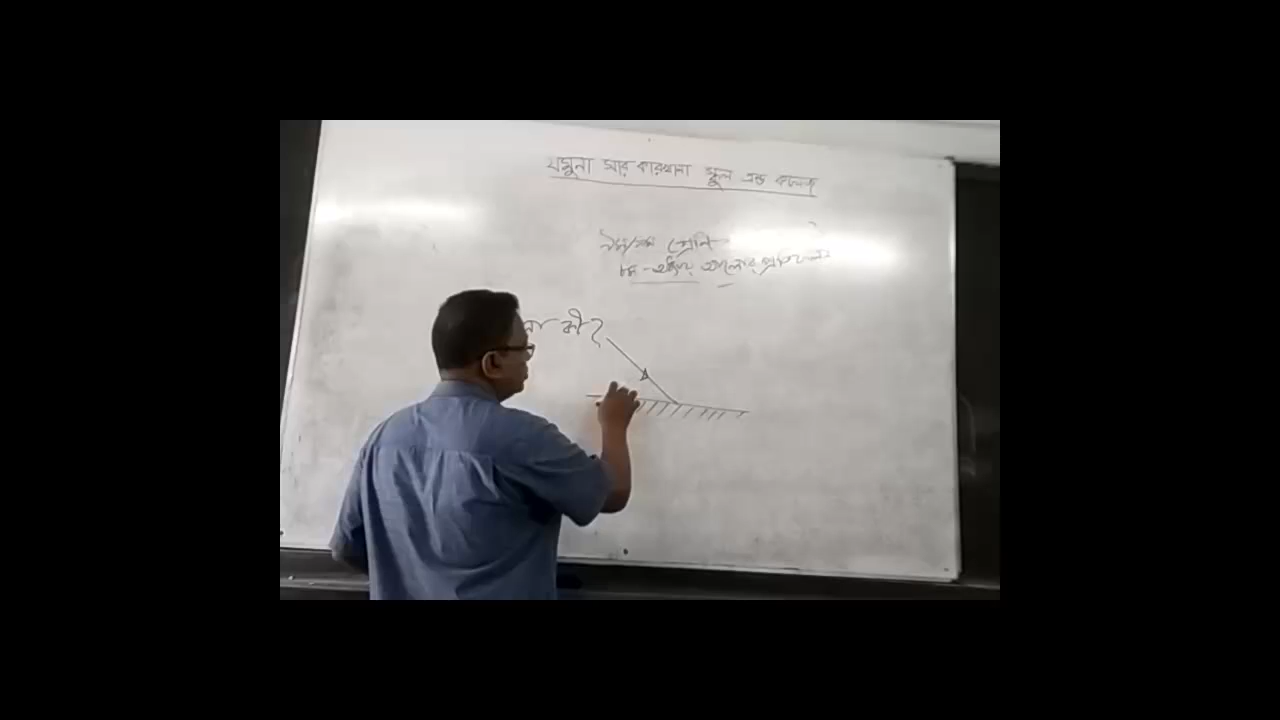 যমুনা সার কারখানা স্কুল এন্ড কলেজ
নবম/দশম শ্রেণি
৮ম - অধ্যায় আলোর প্রতিফলন
না কী?